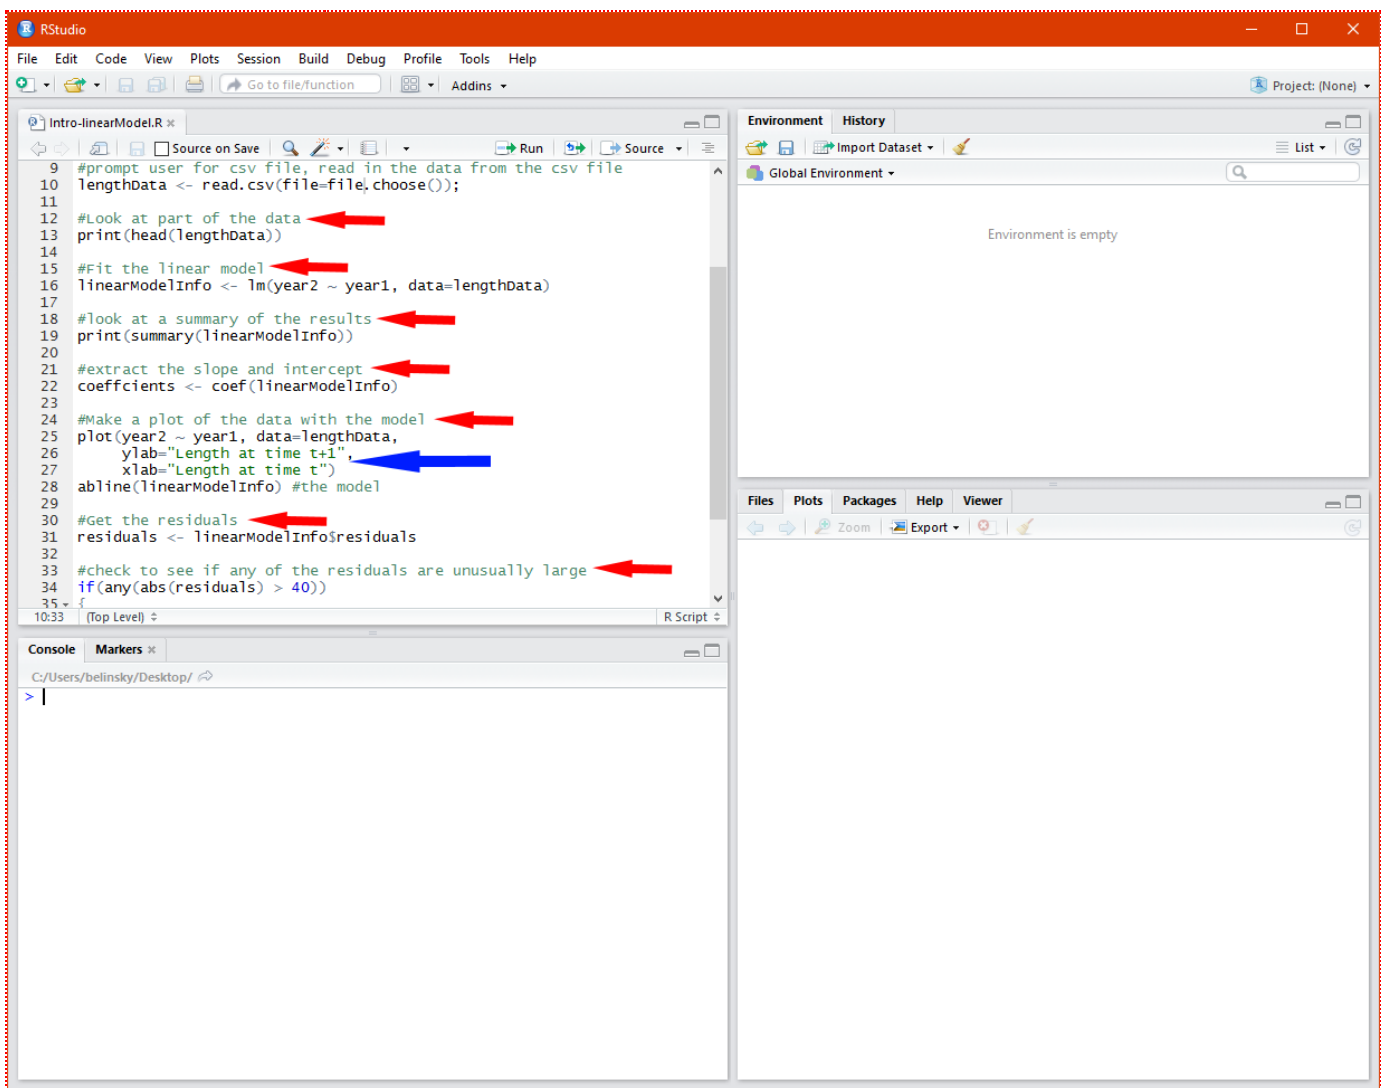 RStudio
File Edit Code View Plots Session Build Debug Profile Tools Help
Go to file/function Addins Project: (None)
Intro-linearModel.R
Source on Save Run Source
9 #prompt user for csv file, read in the data from the csv file
10 lengthData <- read.csv(file=file.choose());
11
12 #Look at part of the data
13 print(head(lengthData))
14
15 #Fit the linear model
16 linearModelInfo <- lm(year2 ~ year1, data=lengthData)
17
18 #look at a summary of the results
19 print(summary(linearModelInfo))
20
21 #extract the slope and intercept
22 coeffcients <- coef(linearModelInfo)
23
24 #Make a plot of the data with the model
25 plot(year2 ~ year1, data=lengthData,
26 ylab="Length at time t+1",
27 xlab="Length at time t")
28 abline(linearModelInfo) #the model
29
30 #Get the residuals
31 residuals <- linearModelInfo$residuals
32
33 #check to see if any of the residuals are unusually large
34 if(any(abs(residuals) > 40))
35 {
10:33 (Top Level) R Script
Console Markers
C:/Users/belinsky/Desktop/
>
Environment History
Import Dataset List
Global Environment
Environment is empty
Files Plots Packages Help Viewer
Zoom Export